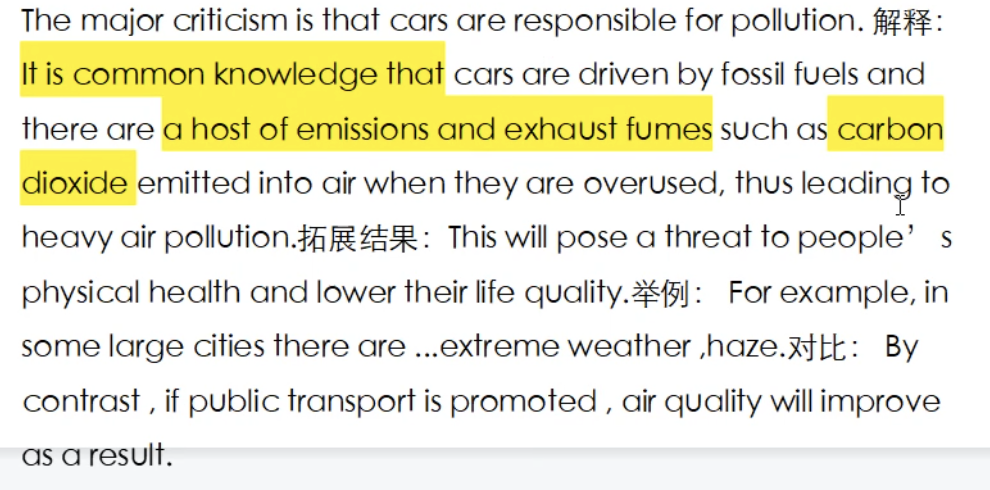 The major criticism is that cars are responsible for pollution. 解释：
It is common knowledge that cars are driven by fossil fuels and
there are a host of emissions and exhaust fumes such as carbon
dioxide emitted into air when they are overused, thus leading to
heavy air pollution.拓展结果：This will pose a threat to people’ s
physical health and lower their life quality.举例： For example, in
some large cities there are ...extreme weather ,haze.对比： By
contrast , if public transport is promoted , air quality will improve
as a result.